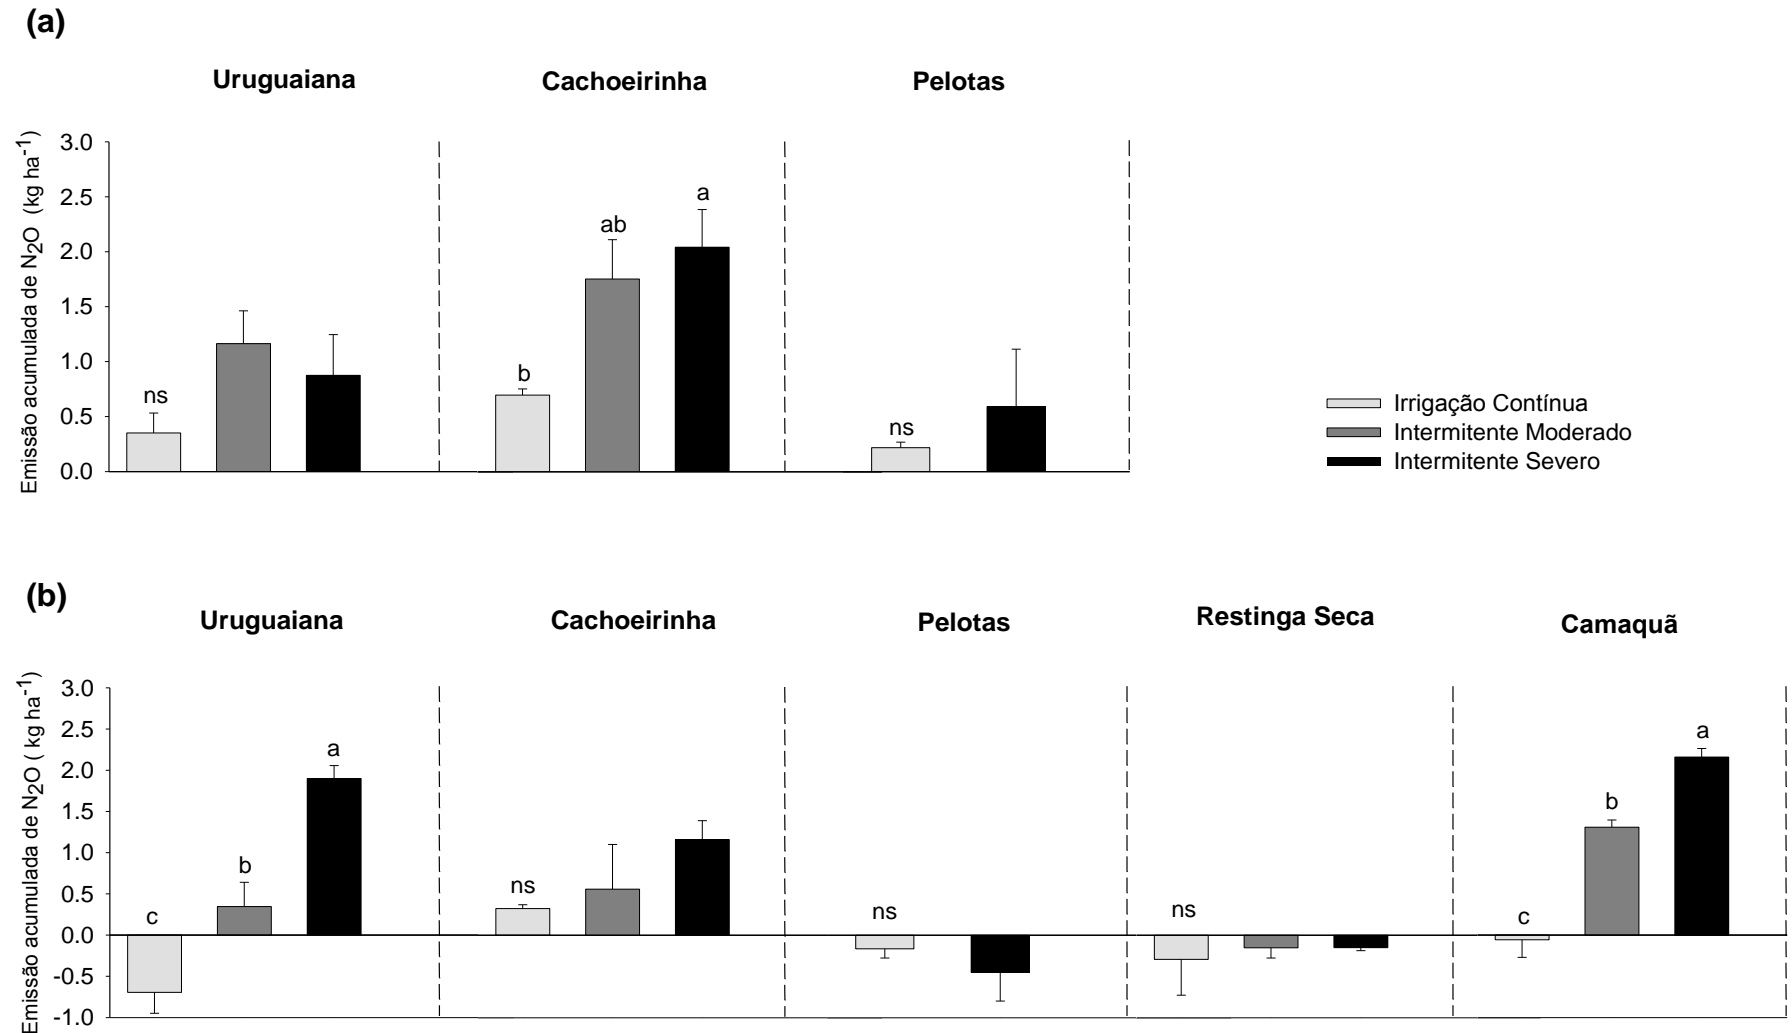 (a)
Uruguaiana
Cachoeirinha
Pelotas
Emissão acumulada de N2O (kg ha-1)
3.0
2.5
2.0
1.5
1.0
0.5
0.0
ns
b
ab
a
ns
Irrigação Contínua
Intermitente Moderado
Intermitente Severo
(b)
Uruguaiana
Cachoeirinha
Pelotas
Restinga Seca
Camaquã
Emissão acumulada de N2O ( kg ha-1)
3.0
2.5
2.0
1.5
1.0
0.5
0.0
-0.5
-1.0
c
b
a
ns
ns
ns
c
b
a